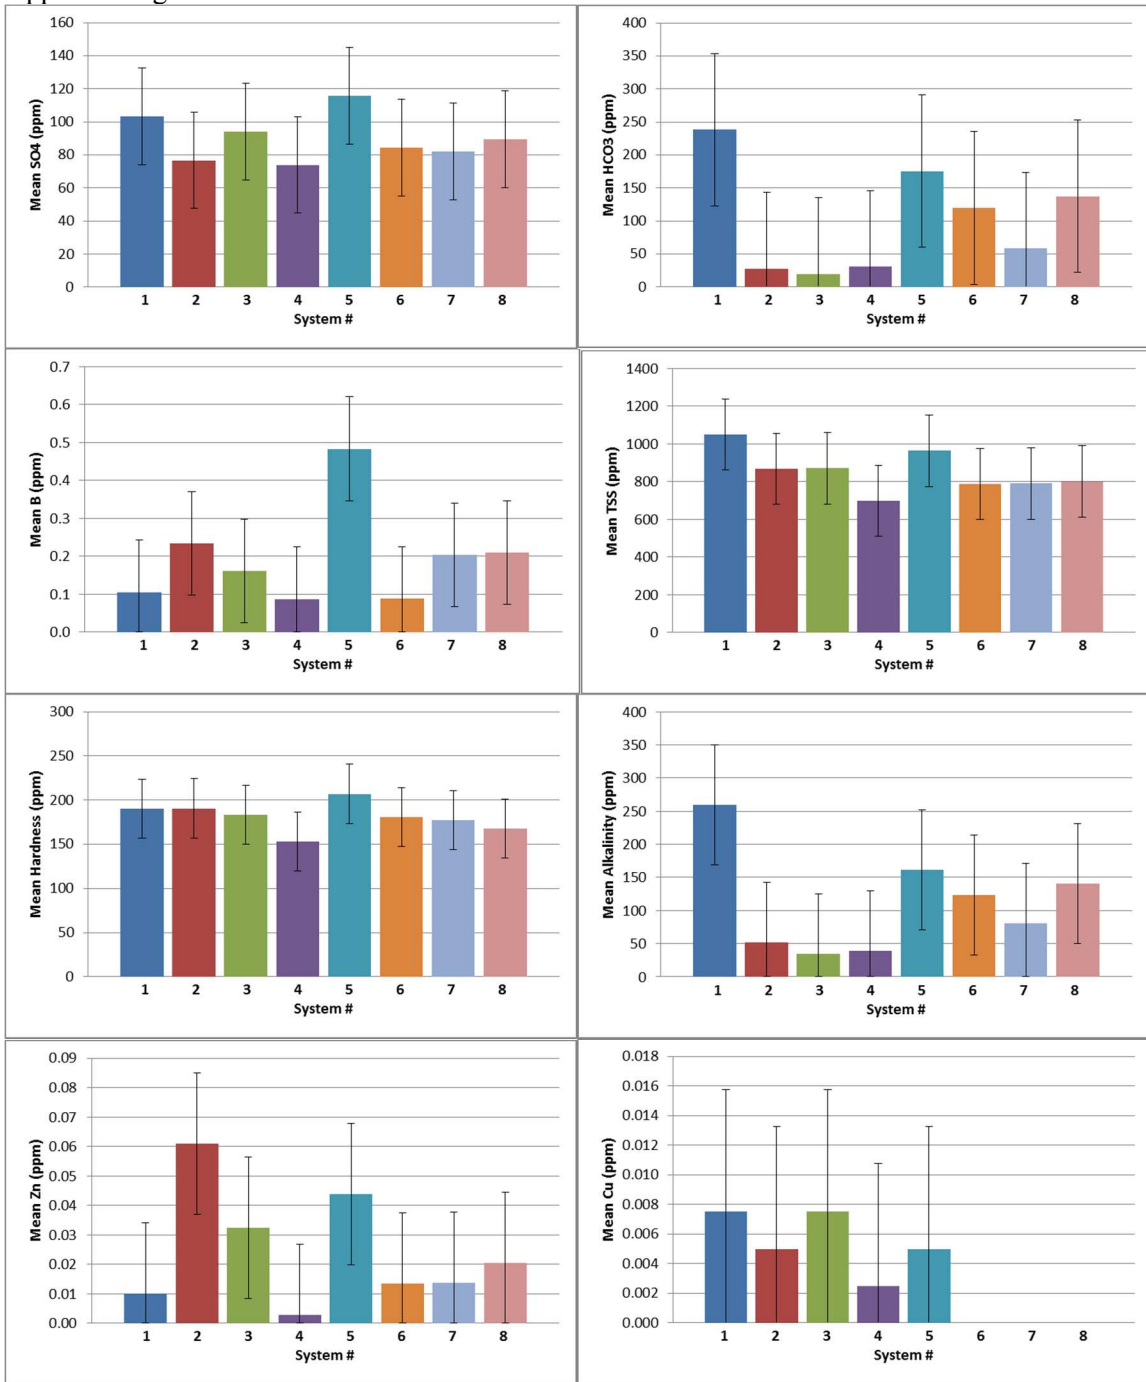 160
140
120
100
80
60
40
20
0
Mean SO4 (ppm)
1 2 3 4 5 6 7 8
System #
400
350
300
250
200
150
100
50
0
Mean HCO3 (ppm)
1 2 3 4 5 6 7 8
System #
0.7
0.6
0.5
0.4
0.3
0.2
0.1
0.0
Mean B (ppm)
1 2 3 4 5 6 7 8
System #
1400
1200
1000
800
600
400
200
0
Mean TSS (ppm)
1 2 3 4 5 6 7 8
System #
300
250
200
150
100
50
0
Mean Hardness (ppm)
1 2 3 4 5 6 7 8
System #
400
350
300
250
200
150
100
50
0
Mean Alkalinity (ppm)
1 2 3 4 5 6 7 8
System #
0.09
0.08
0.07
0.06
0.05
0.04
0.03
0.02
0.01
0.00
Mean Zn (ppm)
1 2 3 4 5 6 7 8
System #
0.018
0.016
0.014
0.012
0.010
0.008
0.006
0.004
0.002
0.000
Mean Cu (ppm)
1 2 3 4 5 6 7 8
System #